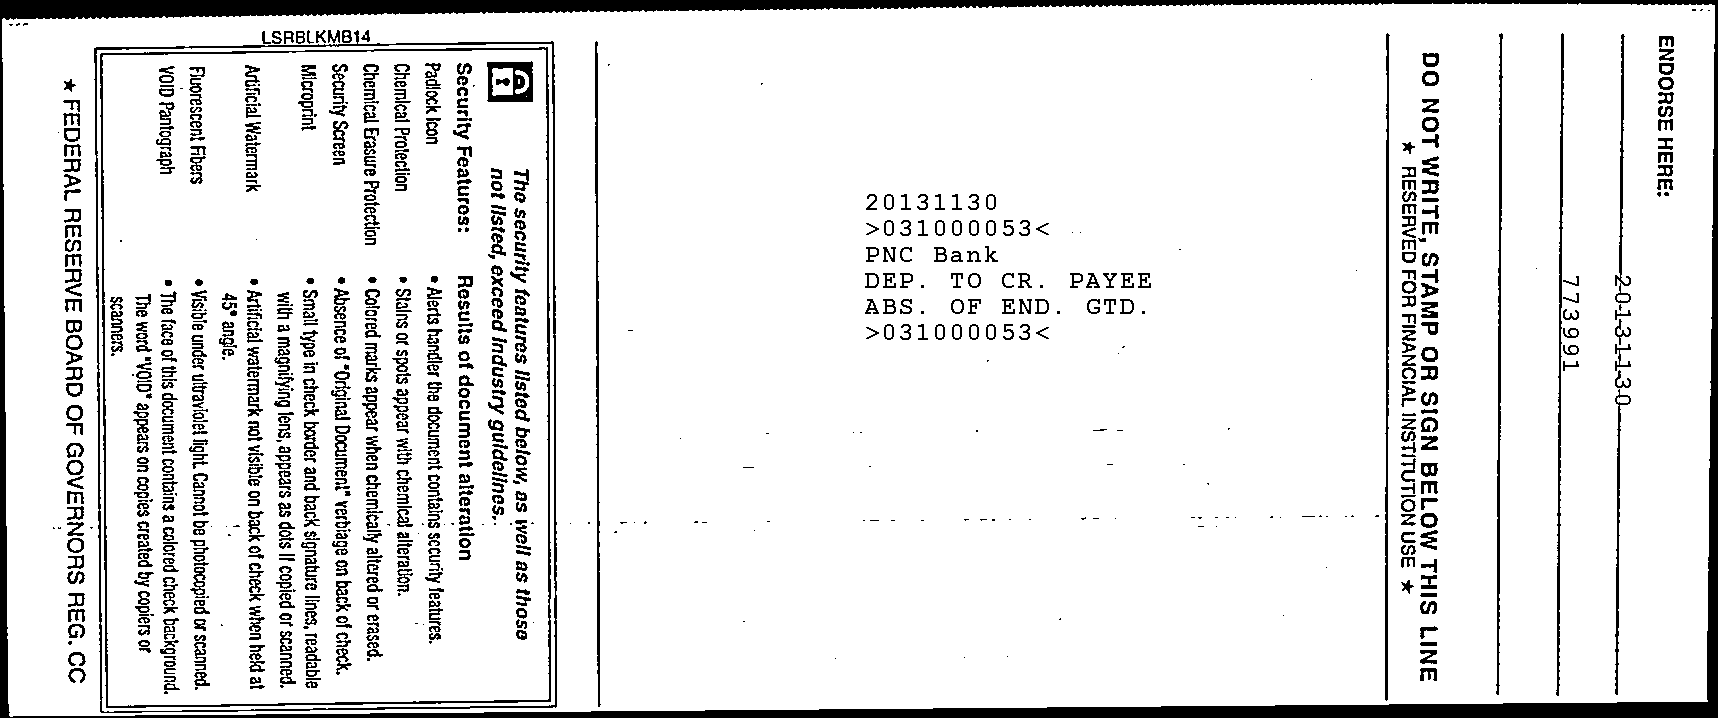 ENDORSE HERE:
20131130
773991
DO NOT WRITE, STAMP OR SIGN BELOW THIS LINE
★ RESERVED FOR FINANCIAL INSTITUTION USE ★
20131130
>031000053<
PNC Bank
DEP. TO CR. PAYEE
ABS. OF END. GTD.
>031000053<
LSRBLKMB14
The security features listed below, as well as those
not listed, exceed industry guidelines.
Security Features: Results of document alteration
Padlock Icon • Alerts handler the document contains security features.
Chemical Protection • Stains or spots appear with chemical alteration.
Chemical Erasure Protection • Colored marks appear when chemically altered or erased.
Security Screen • Absence of "Original Document" verbiage on back of check.
Microprint • Small type in check border and back signature lines, readable
with a magnifying lens, appears as dots if copied or scanned.
Artificial Watermark • Artificial watermark not visible on back of check when held at
45° angle.
Fluorescent Fibers • Visible under ultraviolet light. Cannot be photocopied or scanned.
VOID Pantograph • The face of this document contains a colored check background.
The word "VOID" appears on copies created by copiers or
scanners.
★ FEDERAL RESERVE BOARD OF GOVERNORS REG. CC